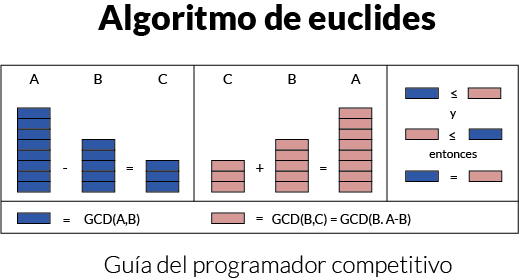 Algoritmo de euclides
A B C
- =
C B A
+ =
≤
y
≤
entonces
=
= GCD(A,B)
= GCD(B,C) = GCD(B. A-B)
Guía del programador competitivo